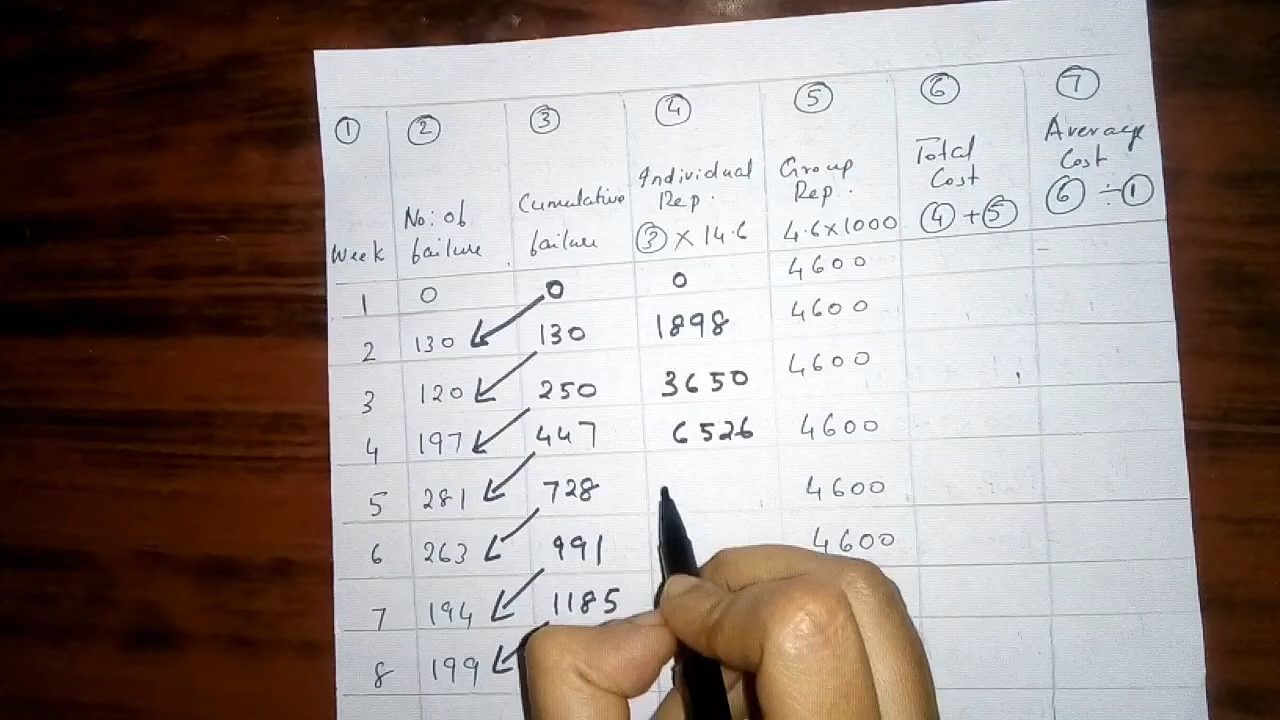 ① ② ③ ④ ⑤ ⑥ ⑦
Week
No: of
failure
Cumulative
failure
Individual
Rep.
③ × 14.6
Group
Rep.
4.6×1000
Total
Cost
④ + ⑤
Average
Cost
⑥ ÷ ①
1 0 0 0 4600
2 130 130 1898 4600
3 120 250 3650 4600
4 197 447 6526 4600
5 281 728 4600
6 263 991 4600
7 194 1185
8 199